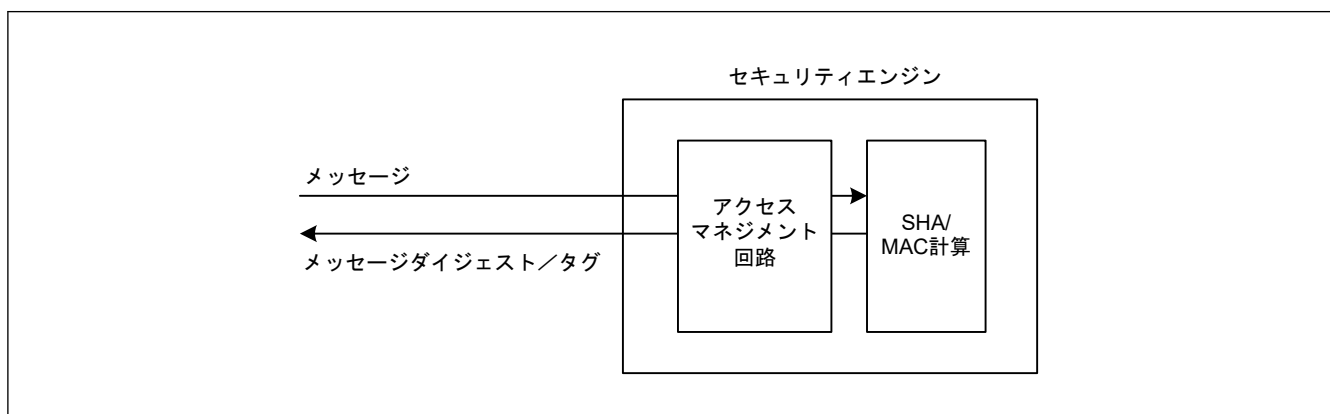 セキュリティエンジン
メッセージ
アクセス
マネジメント
回路
SHA/
MAC計算
メッセージダイジェスト／タグ